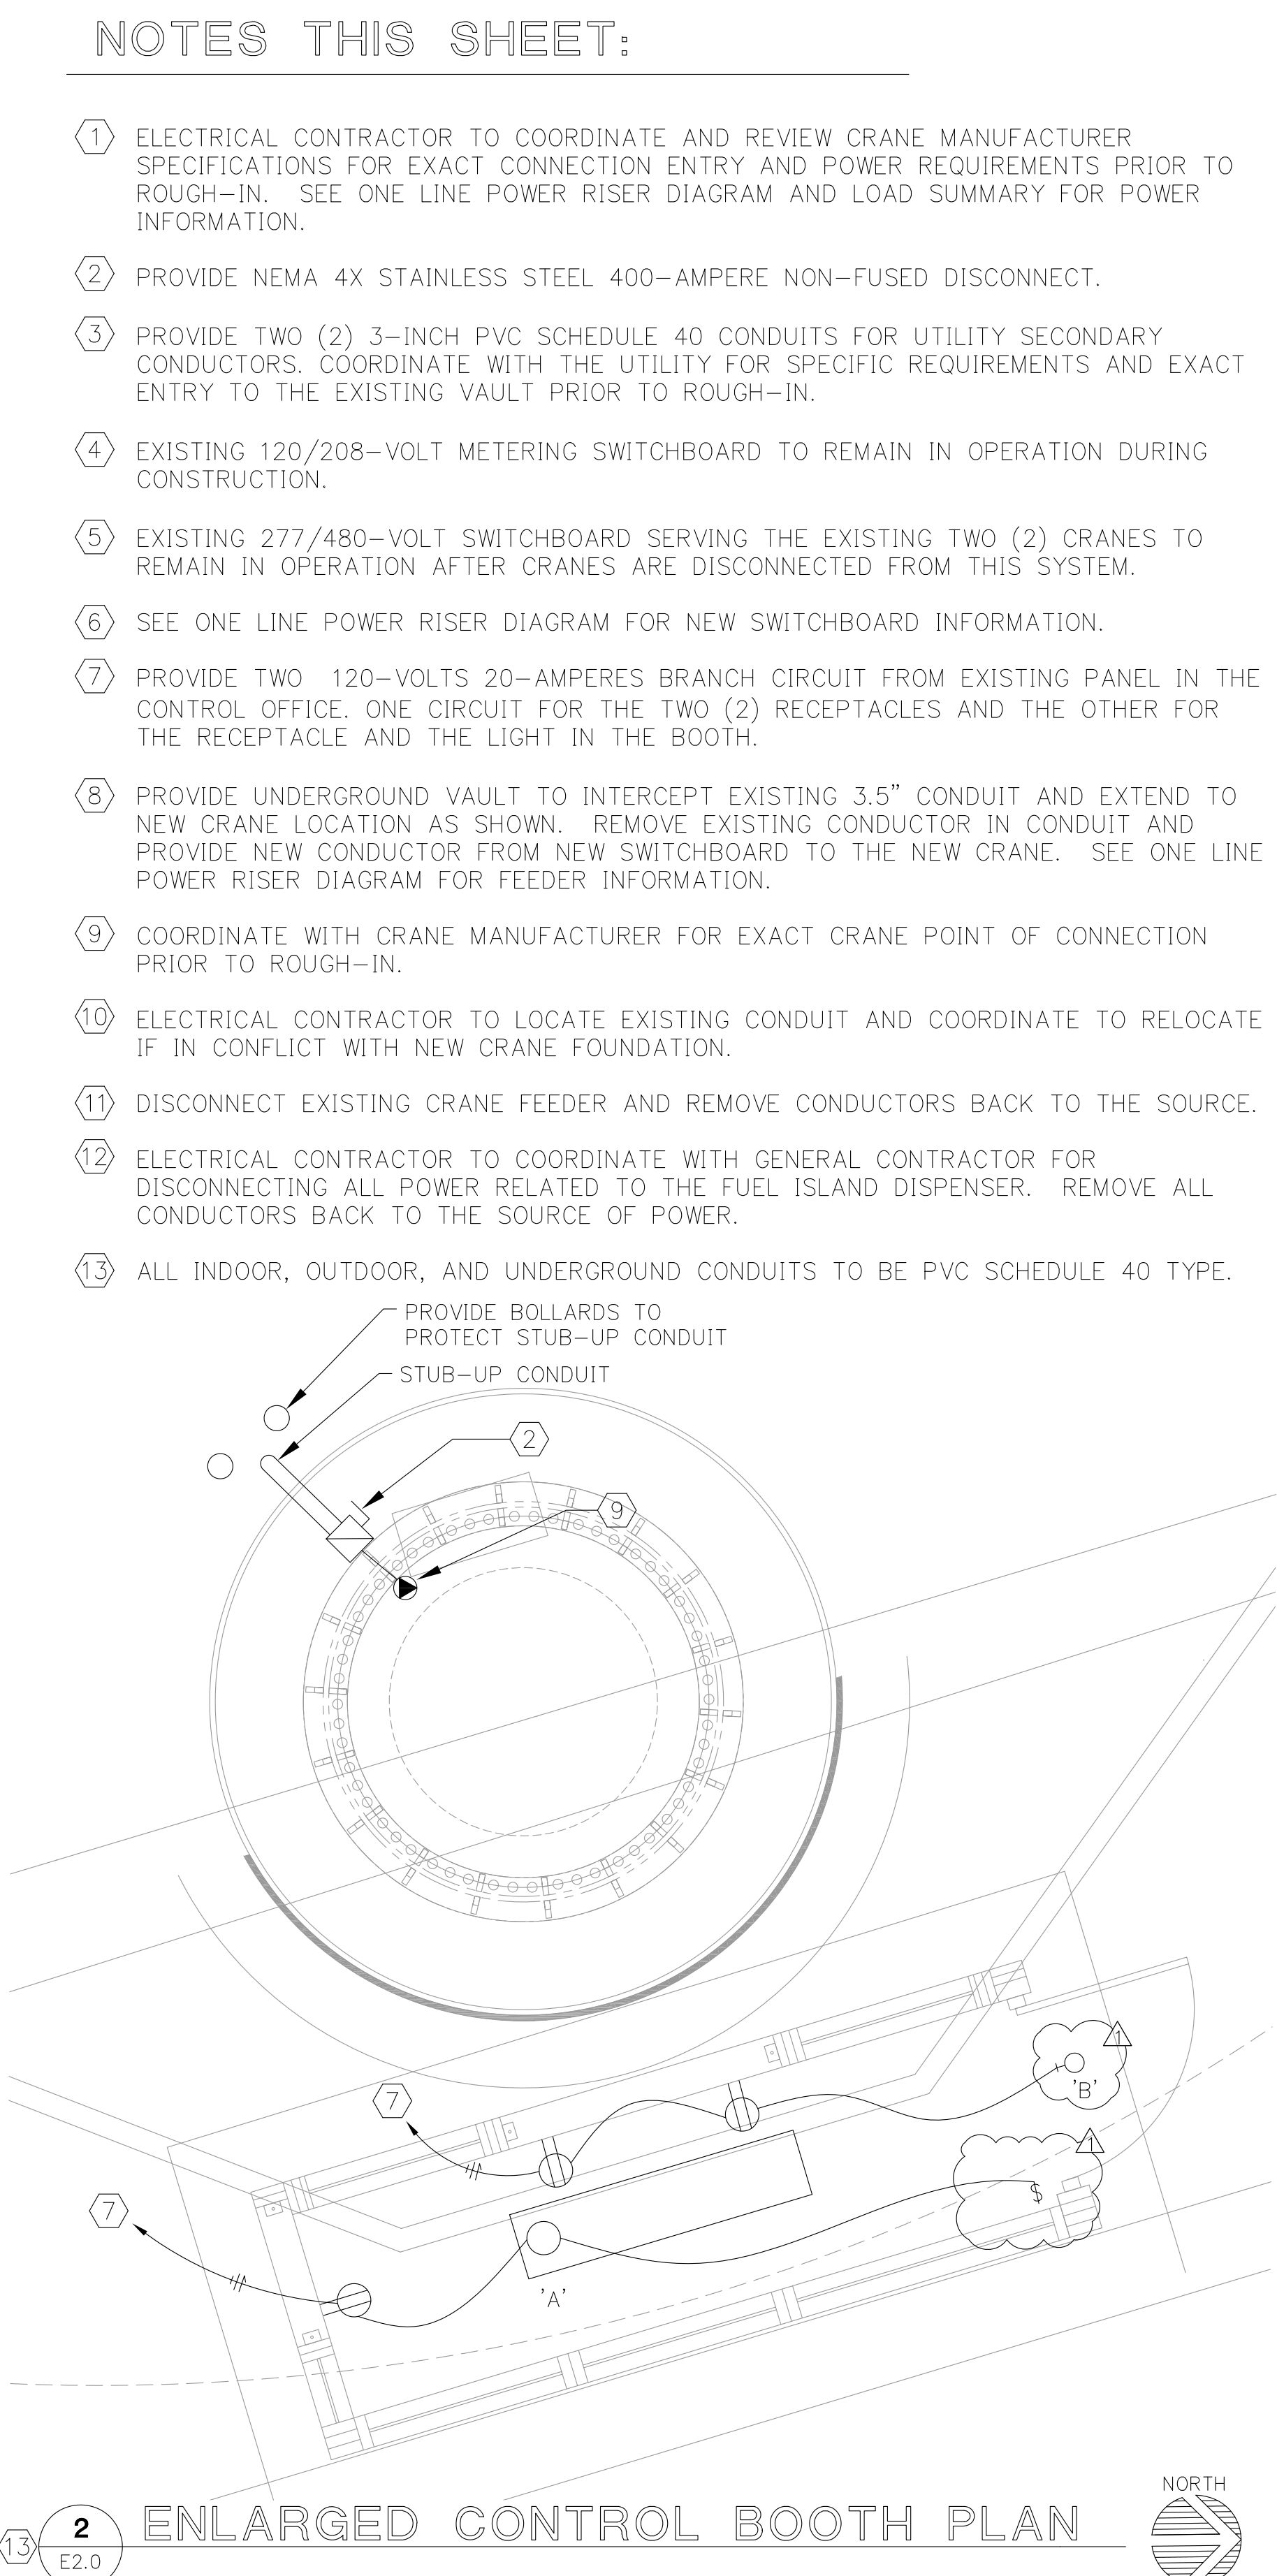 NOTES THIS SHEET:
1 ELECTRICAL CONTRACTOR TO COORDINATE AND REVIEW CRANE MANUFACTURER
SPECIFICATIONS FOR EXACT CONNECTION ENTRY AND POWER REQUIREMENTS PRIOR TO
ROUGH-IN. SEE ONE LINE POWER RISER DIAGRAM AND LOAD SUMMARY FOR POWER
INFORMATION.
2 PROVIDE NEMA 4X STAINLESS STEEL 400-AMPERE NON-FUSED DISCONNECT.
3 PROVIDE TWO (2) 3-INCH PVC SCHEDULE 40 CONDUITS FOR UTILITY SECONDARY
CONDUCTORS. COORDINATE WITH THE UTILITY FOR SPECIFIC REQUIREMENTS AND EXACT
ENTRY TO THE EXISTING VAULT PRIOR TO ROUGH-IN.
4 EXISTING 120/208-VOLT METERING SWITCHBOARD TO REMAIN IN OPERATION DURING
CONSTRUCTION.
5 EXISTING 277/480-VOLT SWITCHBOARD SERVING THE EXISTING TWO (2) CRANES TO
REMAIN IN OPERATION AFTER CRANES ARE DISCONNECTED FROM THIS SYSTEM.
6 SEE ONE LINE POWER RISER DIAGRAM FOR NEW SWITCHBOARD INFORMATION.
7 PROVIDE TWO 120-VOLTS 20-AMPERES BRANCH CIRCUIT FROM EXISTING PANEL IN THE
CONTROL OFFICE. ONE CIRCUIT FOR THE TWO (2) RECEPTACLES AND THE OTHER FOR
THE RECEPTACLE AND THE LIGHT IN THE BOOTH.
8 PROVIDE UNDERGROUND VAULT TO INTERCEPT EXISTING 3.5” CONDUIT AND EXTEND TO
NEW CRANE LOCATION AS SHOWN. REMOVE EXISTING CONDUCTOR IN CONDUIT AND
PROVIDE NEW CONDUCTOR FROM NEW SWITCHBOARD TO THE NEW CRANE. SEE ONE LINE
POWER RISER DIAGRAM FOR FEEDER INFORMATION.
9 COORDINATE WITH CRANE MANUFACTURER FOR EXACT CRANE POINT OF CONNECTION
PRIOR TO ROUGH-IN.
10 ELECTRICAL CONTRACTOR TO LOCATE EXISTING CONDUIT AND COORDINATE TO RELOCATE
IF IN CONFLICT WITH NEW CRANE FOUNDATION.
11 DISCONNECT EXISTING CRANE FEEDER AND REMOVE CONDUCTORS BACK TO THE SOURCE.
12 ELECTRICAL CONTRACTOR TO COORDINATE WITH GENERAL CONTRACTOR FOR
DISCONNECTING ALL POWER RELATED TO THE FUEL ISLAND DISPENSER. REMOVE ALL
CONDUCTORS BACK TO THE SOURCE OF POWER.
13 ALL INDOOR, OUTDOOR, AND UNDERGROUND CONDUITS TO BE PVC SCHEDULE 40 TYPE.
PROVIDE BOLLARDS TO
PROTECT STUB-UP CONDUIT
STUB-UP CONDUIT
2
9
1
'B'
7
1
$
7
'A'
NORTH
13
2
E2.0
ENLARGED CONTROL BOOTH PLAN